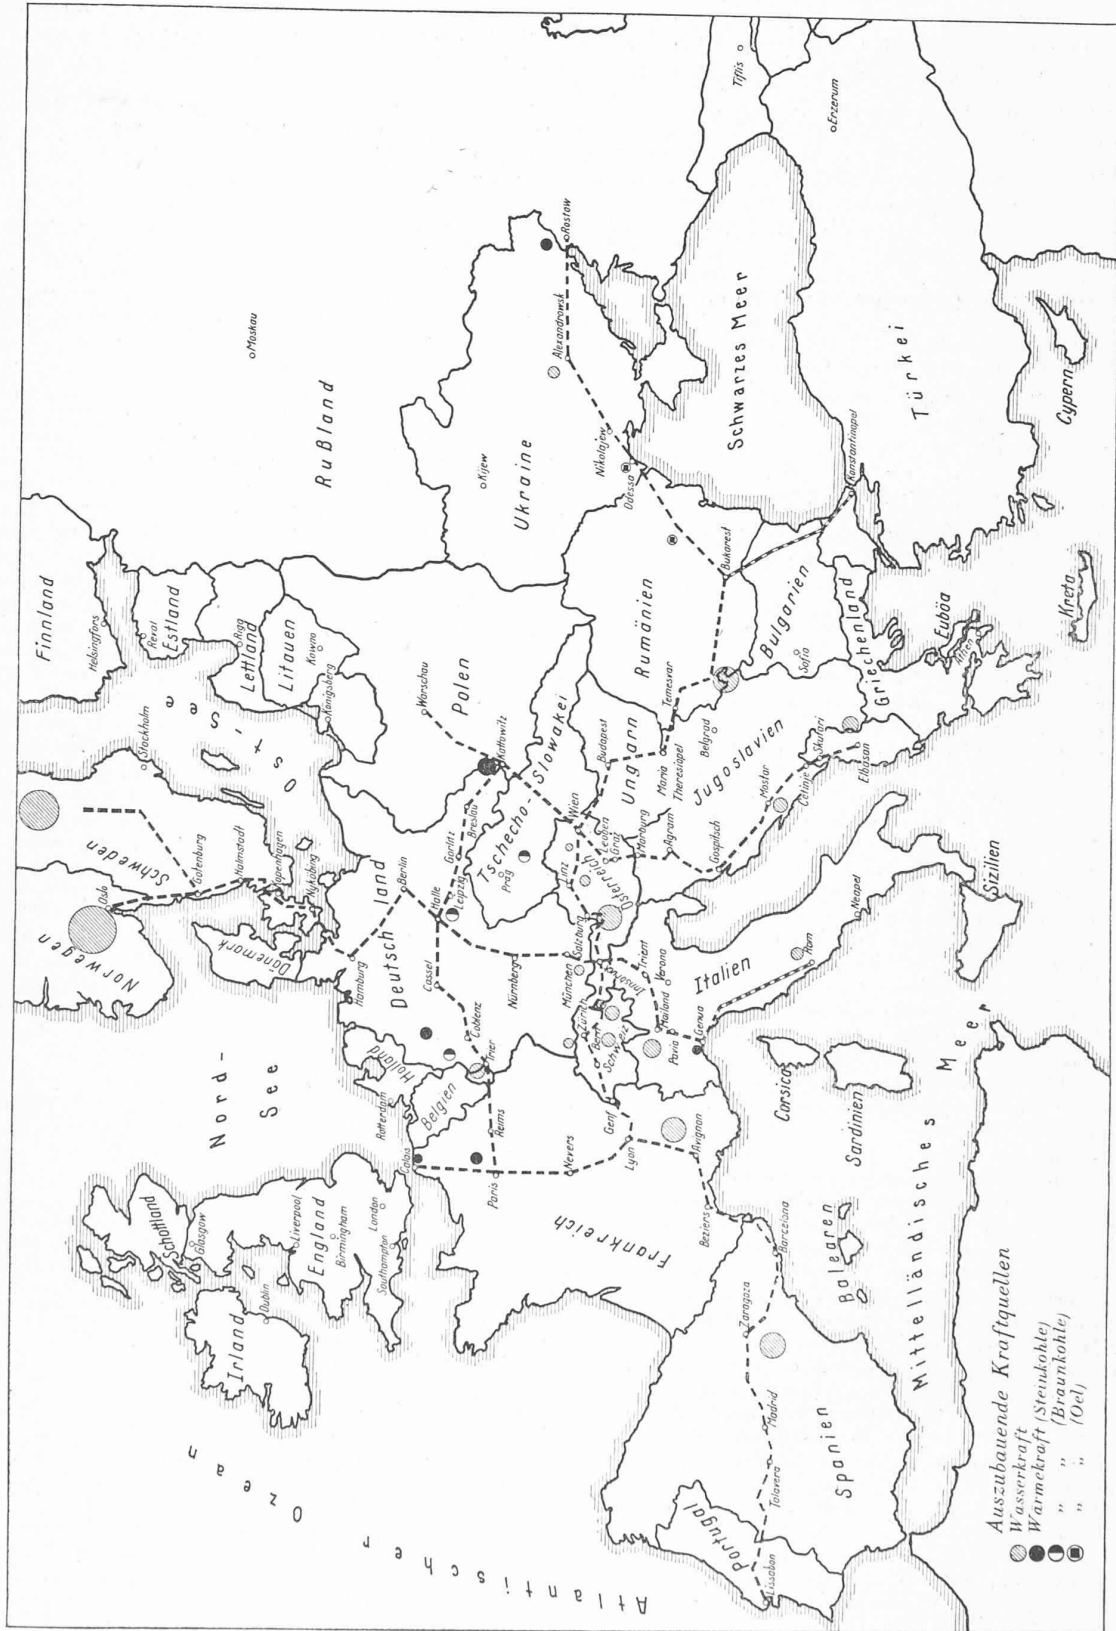 Finnland
Helsingfors
Reval
Estland
Riga
Lettland
Litauen
Kowno
Königsberg
Ost-See
Stockholm
Schweden
Norwegen
Oslo
Gotenburg
Halmstadt
Kopenhagen
Nyköbing
Dänemark
Nord-
See
Schottland
Glasgow
Irland
Dublin
Liverpool
England
Birmingham
London
Southampton
Atlantischer Ozean
Rußland
Moskau
Ukraine
Kijew
Alexandrowsk
Rostow
Nikolajew
Odessa
Polen
Warschau
Kattowitz
Deutschland
Hamburg
Berlin
Halle
Leipzig
Görlitz
Breslau
Cassel
Coblenz
Trier
Nürnberg
München
Holland
Rotterdam
Belgien
Calais
Reims
Paris
Nevers
Lyon
Genf
Avignon
Beziers
Frankreich
Tschecho-Slowakei
Prag
Wien
Linz
Österreich
Salzburg
Leoben
Graz
Zürich
Bern
Schweiz
Ungarn
Budapest
Marburg
Agram
Maria
Theresiapel
Temesvar
Rumänien
Bukarest
Belgrad
Jugoslavien
Gospitsch
Mostar
Cetinje
Skutari
Elbasan
Bulgarien
Sofia
Griechenland
Euböa
Athen
Kreta
Schwarzes Meer
Konstantinopel
Türkei
Tiflis
Erzerum
Cypern
Italien
Trient
Verona
Mailand
Genua
Rom
Neapel
Sizilien
Corsica
Sardinien
Balearen
Mittelländisches Meer
Barcelona
Zaragoza
Madrid
Talavera
Spanien
Portugal
Lissabon
Auszubauende Kraftquellen
Wasserkraft
Wärmekraft (Steinkohle)
" " (Braunkohle)
" " (Oel)